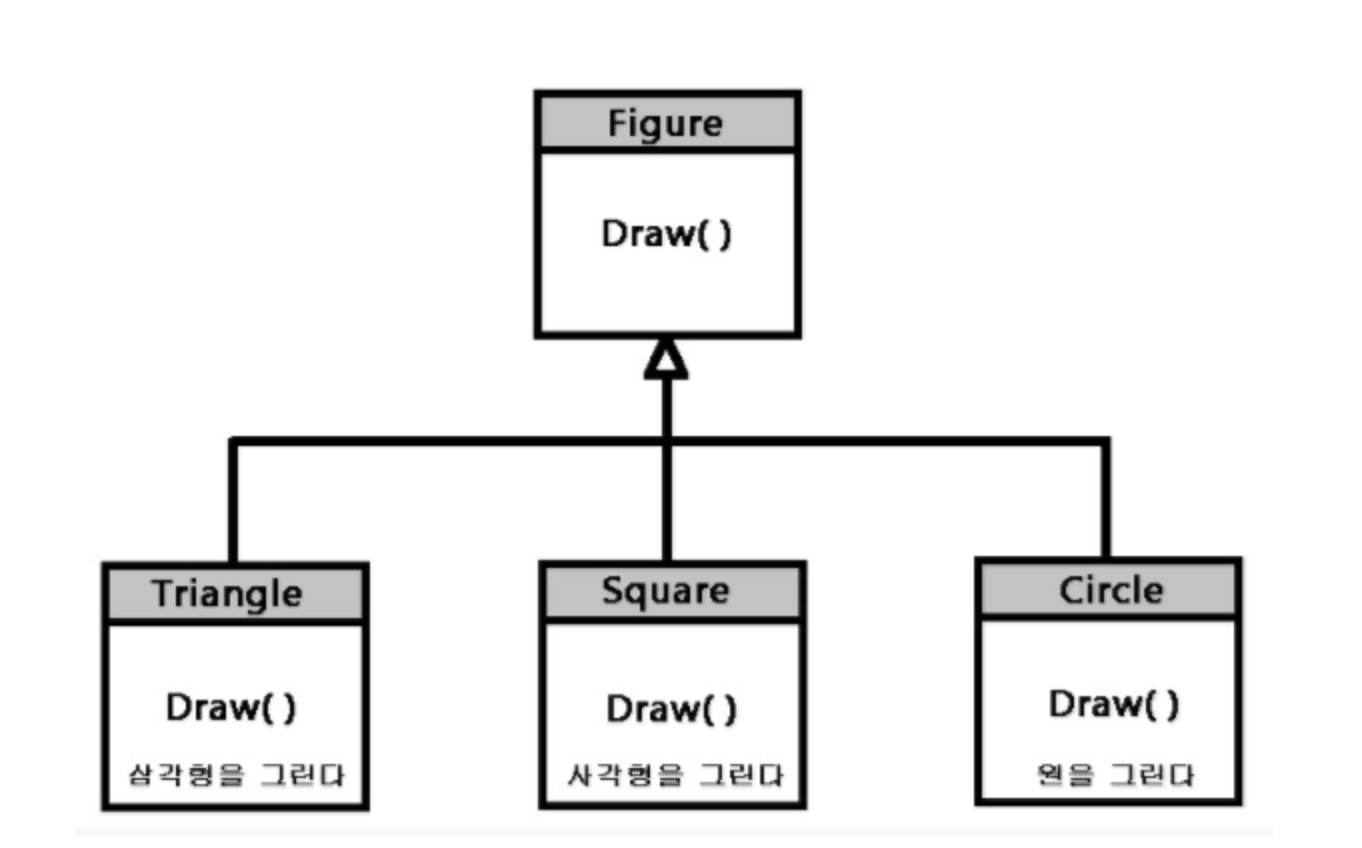 Figure
Draw( )
Triangle
Draw( )
삼각형을 그린다
Square
Draw( )
사각형을 그린다
Circle
Draw( )
원을 그린다